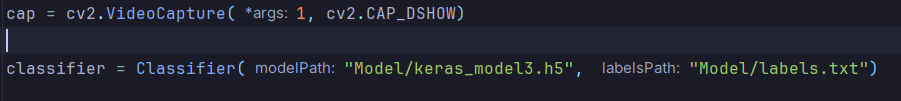 cap = cv2.VideoCapture( *args: 1, cv2.CAP_DSHOW)
classifier = Classifier( modelPath: "Model/keras_model3.h5", labelsPath: "Model/labels.txt")